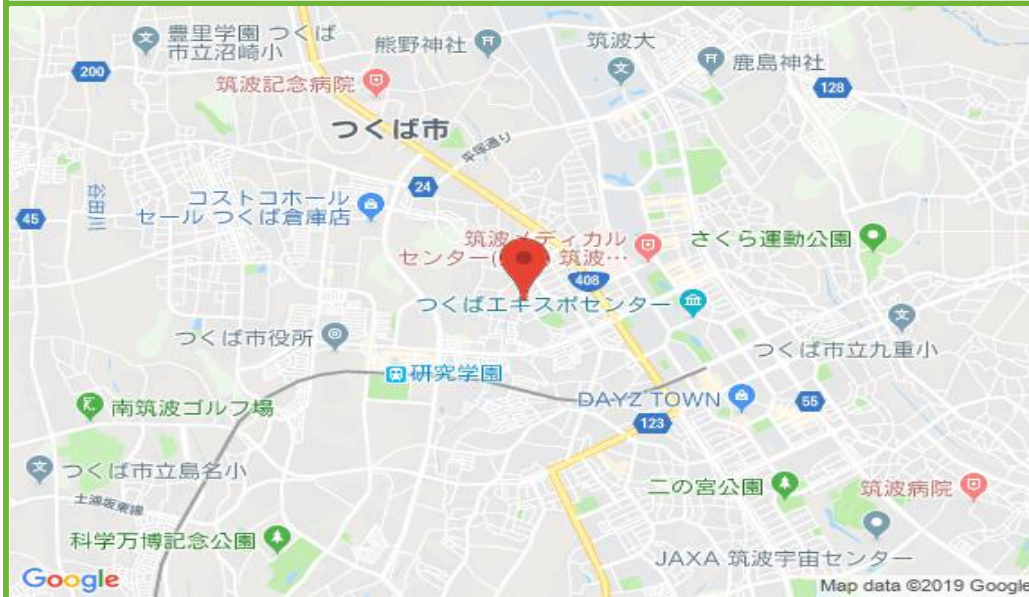 豊里学園 つくば
市立沼崎小
熊野神社
筑波大
鹿島神社
200
筑波記念病院
128
つくば市
平塚通り
24
谷田川
コストコホール
セール つくば倉庫店
45
筑波メディカル
センター(
筑波…
さくら運動公園
408
つくばエキスポセンター
つくば市役所
つくば市立九重小
研究学園
DAYZ TOWN
南筑波ゴルフ場
55
123
つくば市立島名小
二の宮公園
筑波病院
土浦坂東線
科学万博記念公園
JAXA 筑波宇宙センター
Google
Map data ©2019 Google